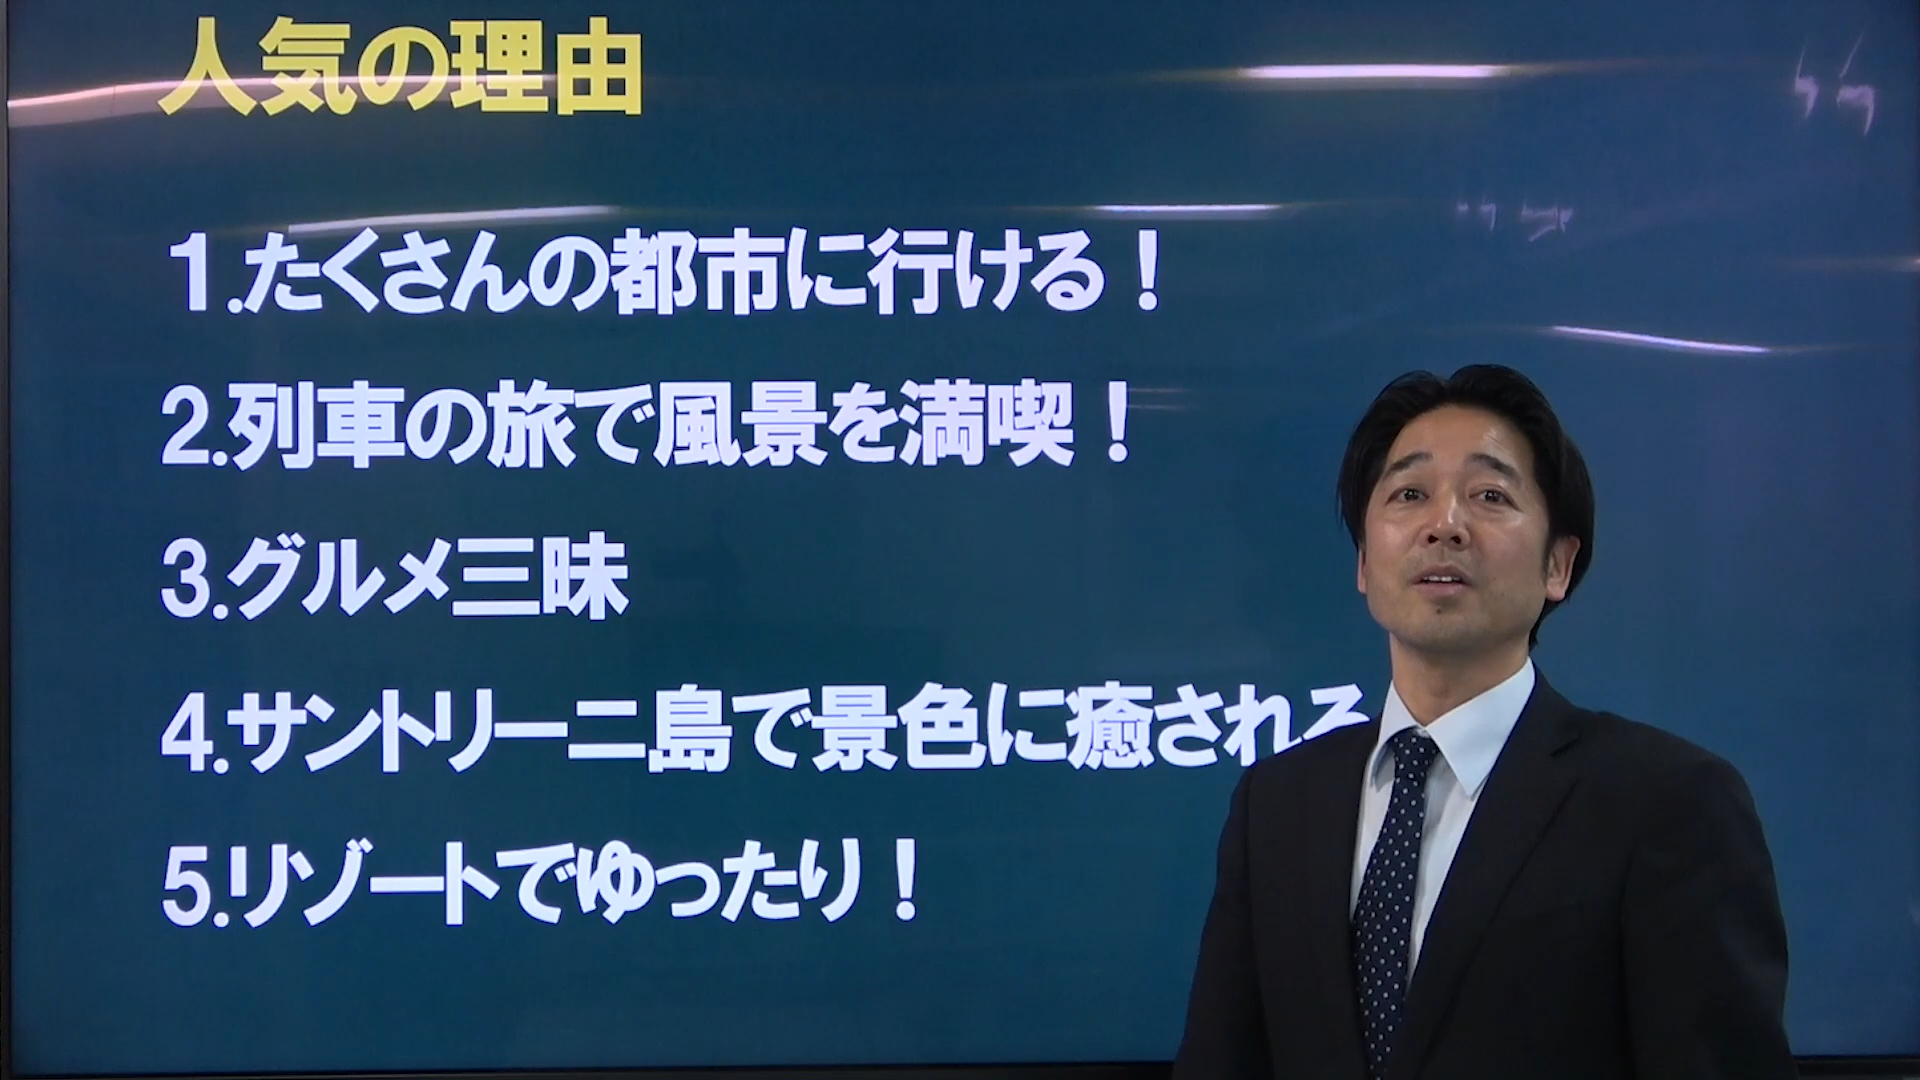 人気の理由
1.たくさんの都市に行ける！
2.列車の旅で風景を満喫！
3.グルメ三昧
4.サントリーニ島で景色に癒される
5.リゾートでゆったり！